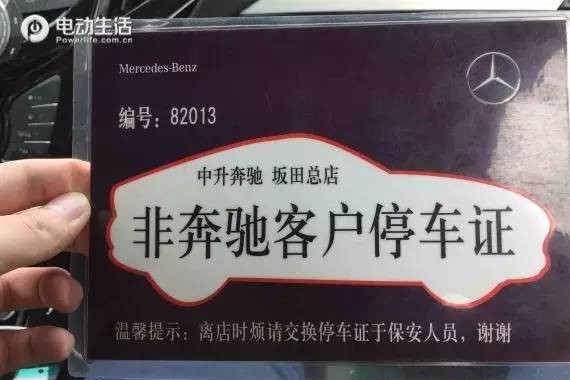 电动生活
Powerlife.com.cn
Mercedes-Benz
编号：82013
中升奔驰 坂田总店
非奔驰客户停车证
温馨提示：离店时烦请交换停车证于保安人员，谢谢